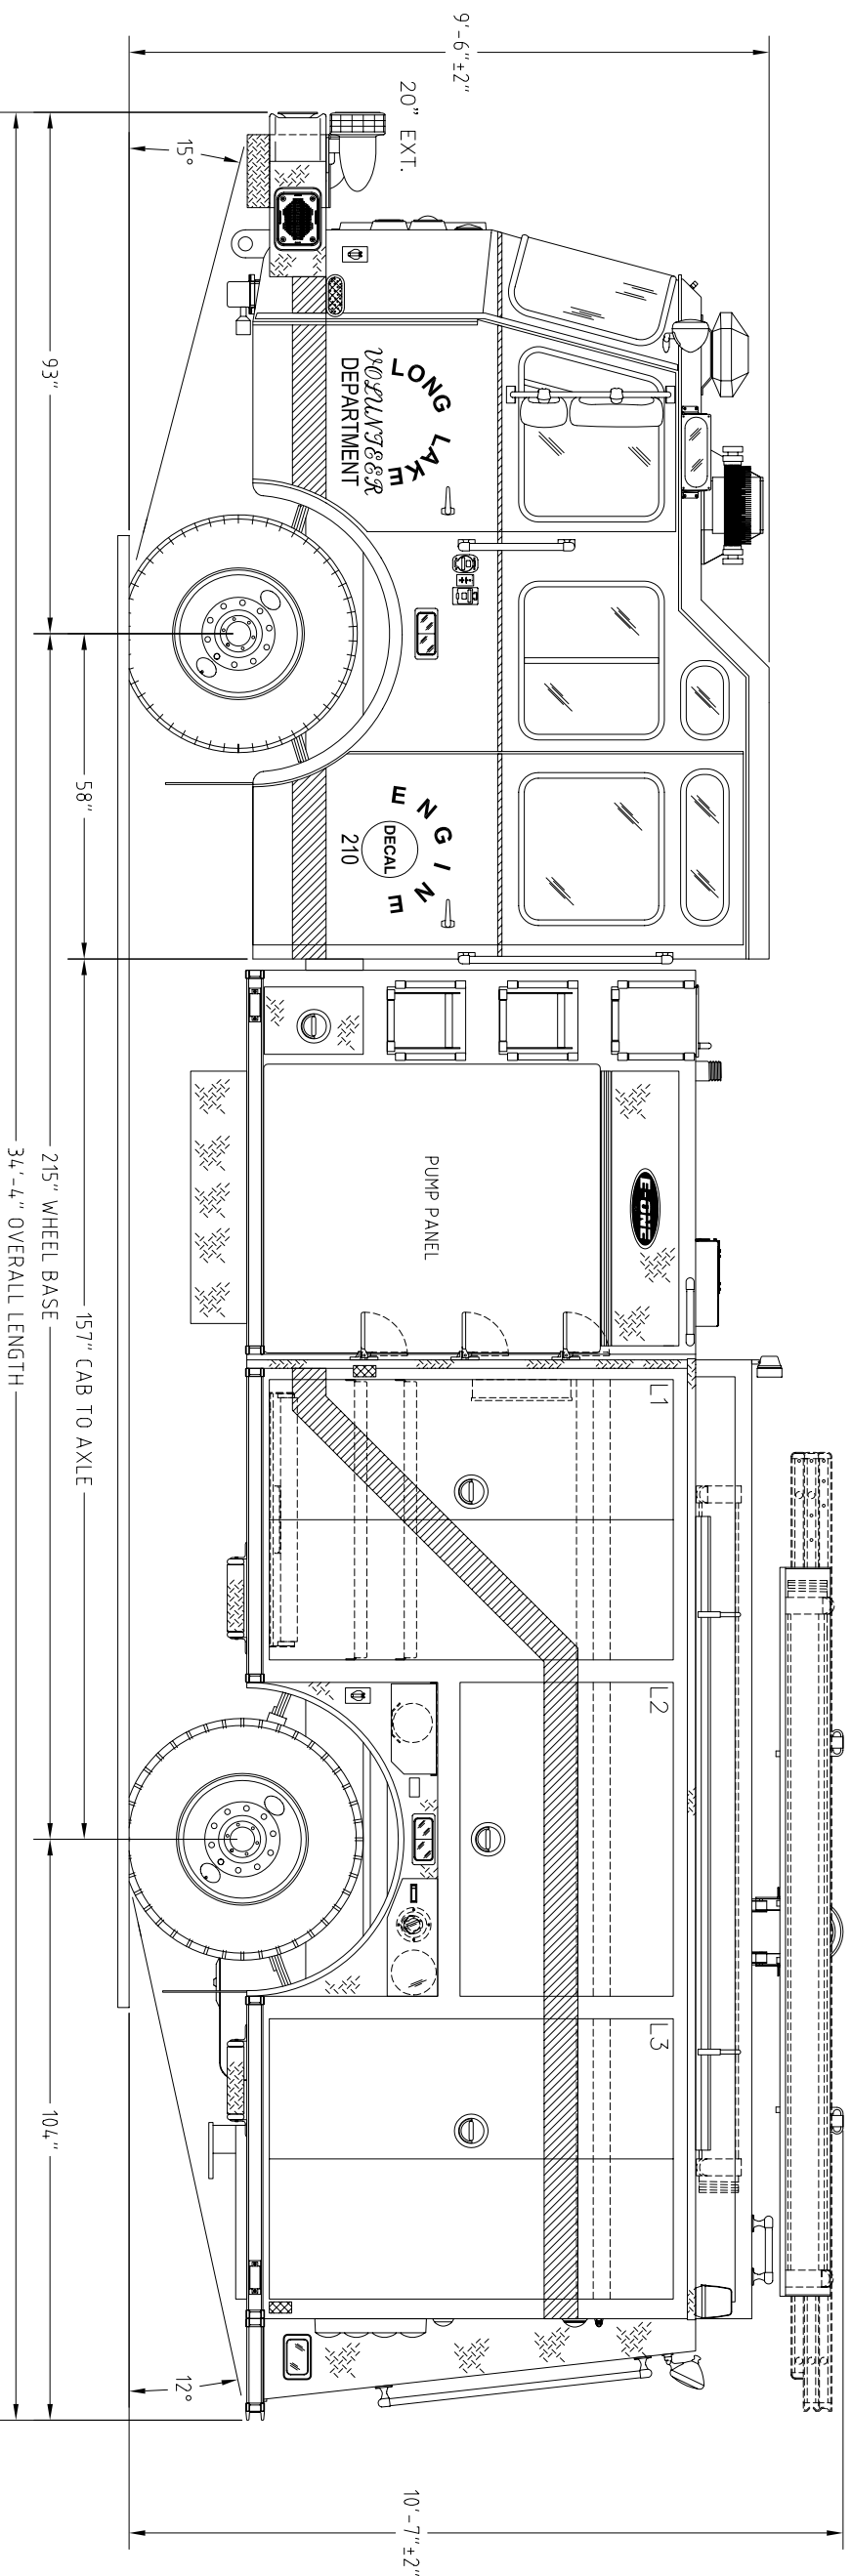 9'-6"±2"
20" EXT.
15°
93"
58"
157" CAB TO AXLE
215" WHEEL BASE
34'-4" OVERALL LENGTH
104"
12°
10'-7"±2"
LONG LAKE
VOLUNTEER
DEPARTMENT
ENGINE
DECAL
210
E-ONE
PUMP PANEL
L1
L2
L3